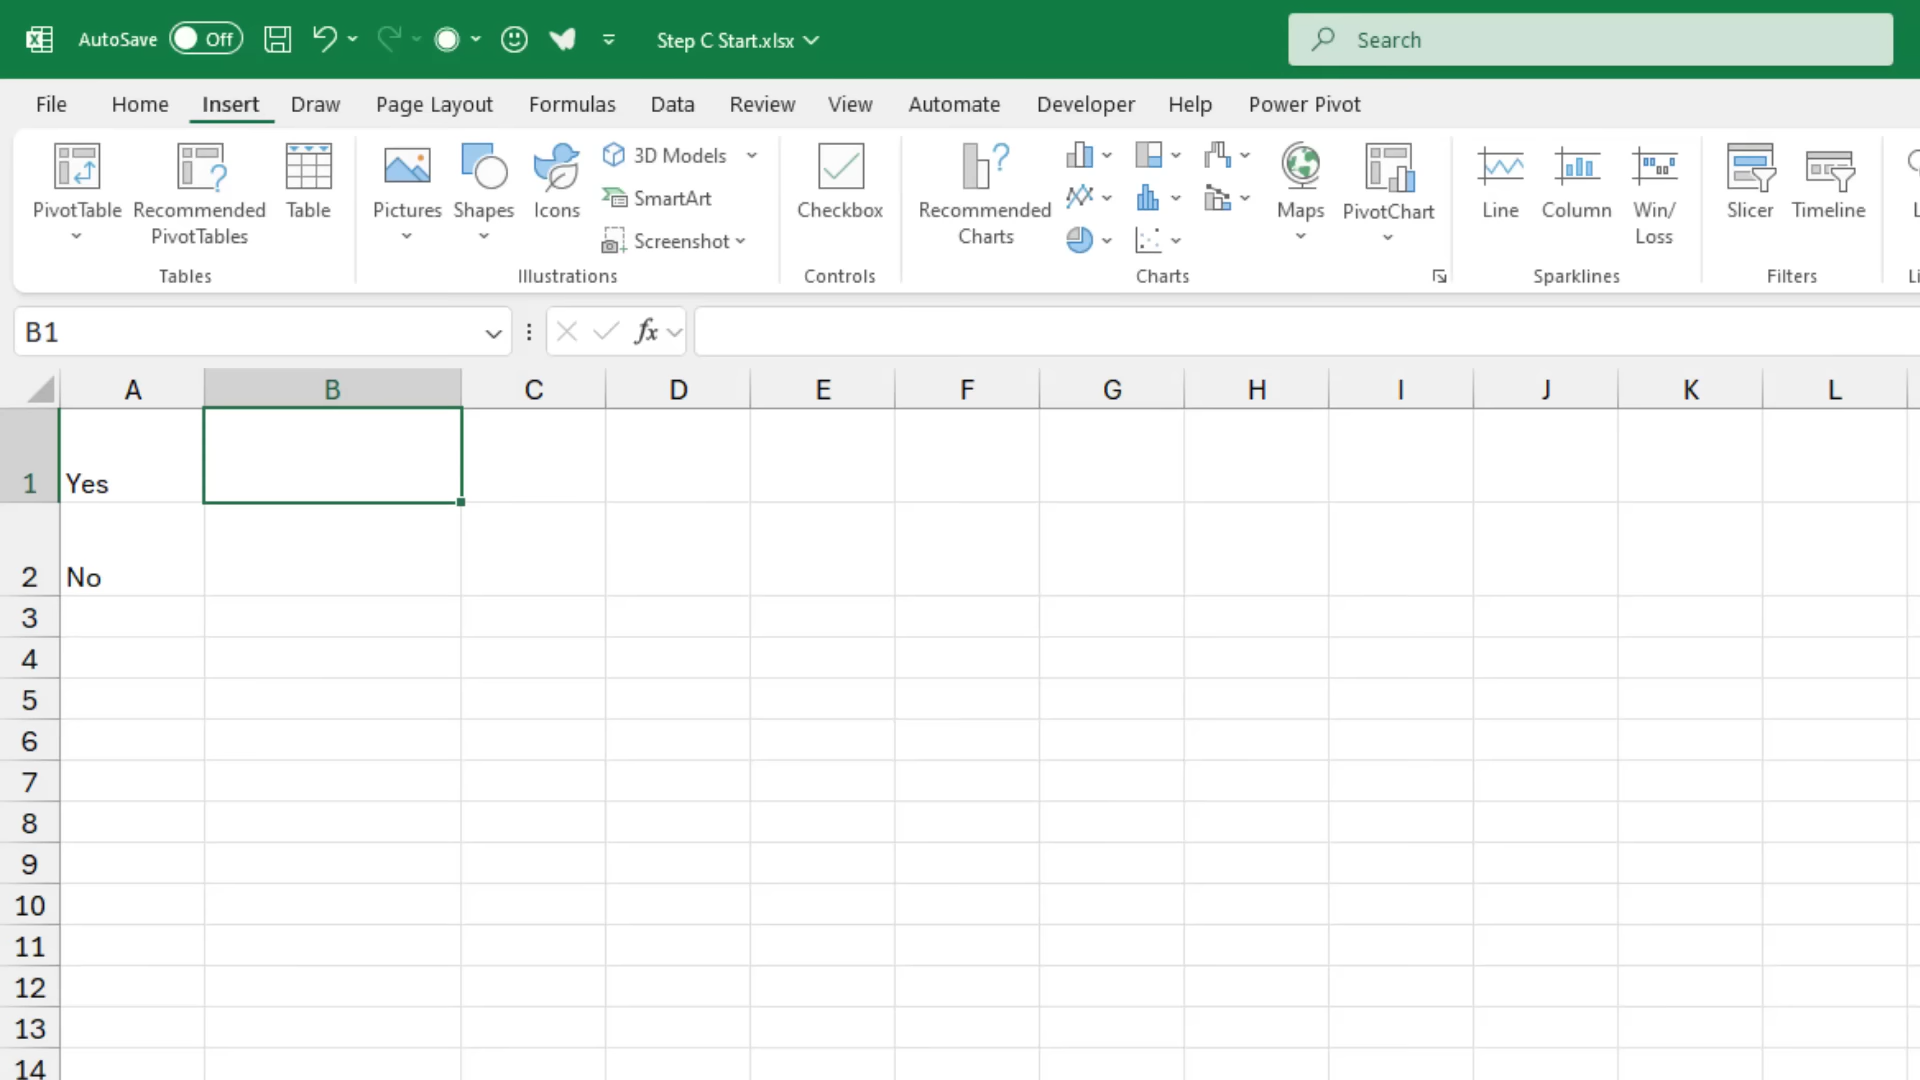 AutoSave Off Step C Start.xlsx Search
File Home Insert Draw Page Layout Formulas Data Review View Automate Developer Help Power Pivot
PivotTable
Recommended PivotTables
Table
Tables
Pictures
Shapes
Icons
3D Models
SmartArt
Screenshot
Illustrations
Checkbox
Controls
Recommended Charts
Maps
PivotChart
Charts
Line
Column
Win/
Loss
Sparklines
Slicer
Timeline
Filters
B1 fx
A B C D E F G H I J K L
1 Yes
2 No
3
4
5
6
7
8
9
10
11
12
13
14